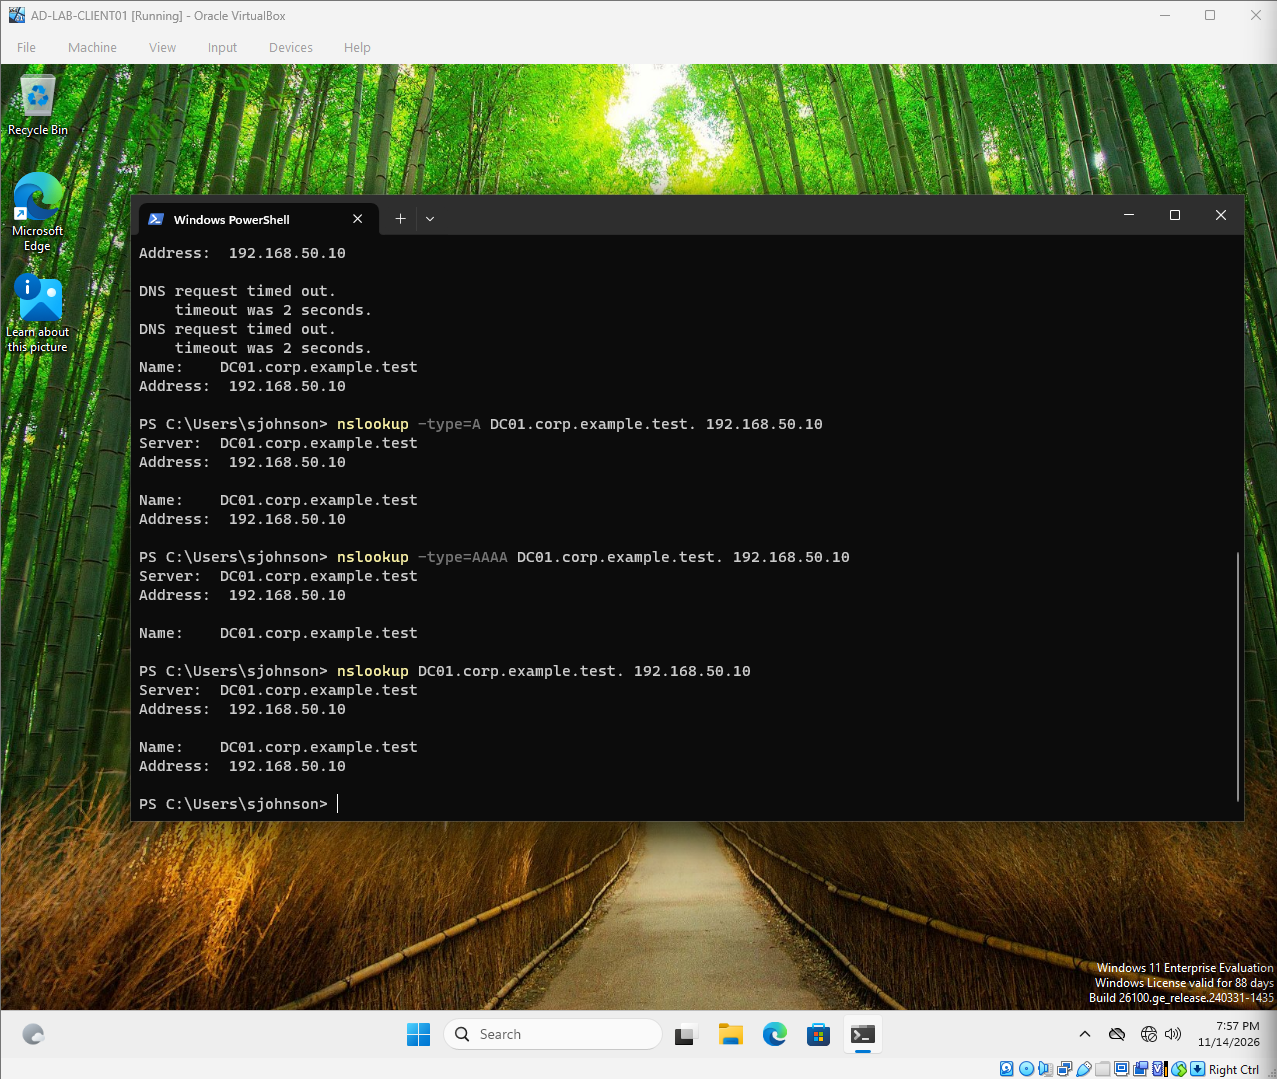 AD-LAB-CLIENT01 [Running] - Oracle VirtualBox
File Machine View Input Devices Help
Recycle Bin
Microsoft
Edge
Learn about
this picture
Windows PowerShell
Address:  192.168.50.10
DNS request timed out.
    timeout was 2 seconds.
DNS request timed out.
    timeout was 2 seconds.
Name:    DC01.corp.example.test
Address:  192.168.50.10
PS C:\Users\sjohnson> nslookup -type=A DC01.corp.example.test. 192.168.50.10
Server:  DC01.corp.example.test
Address:  192.168.50.10
Name:    DC01.corp.example.test
Address:  192.168.50.10
PS C:\Users\sjohnson> nslookup -type=AAAA DC01.corp.example.test. 192.168.50.10
Server:  DC01.corp.example.test
Address:  192.168.50.10
Name:    DC01.corp.example.test
PS C:\Users\sjohnson> nslookup DC01.corp.example.test. 192.168.50.10
Server:  DC01.corp.example.test
Address:  192.168.50.10
Name:    DC01.corp.example.test
Address:  192.168.50.10
PS C:\Users\sjohnson>
Windows 11 Enterprise Evaluation
Windows License valid for 88 days
Build 26100.ge_release.240331-1435
Search
7:57 PM
11/14/2026
Right Ctrl